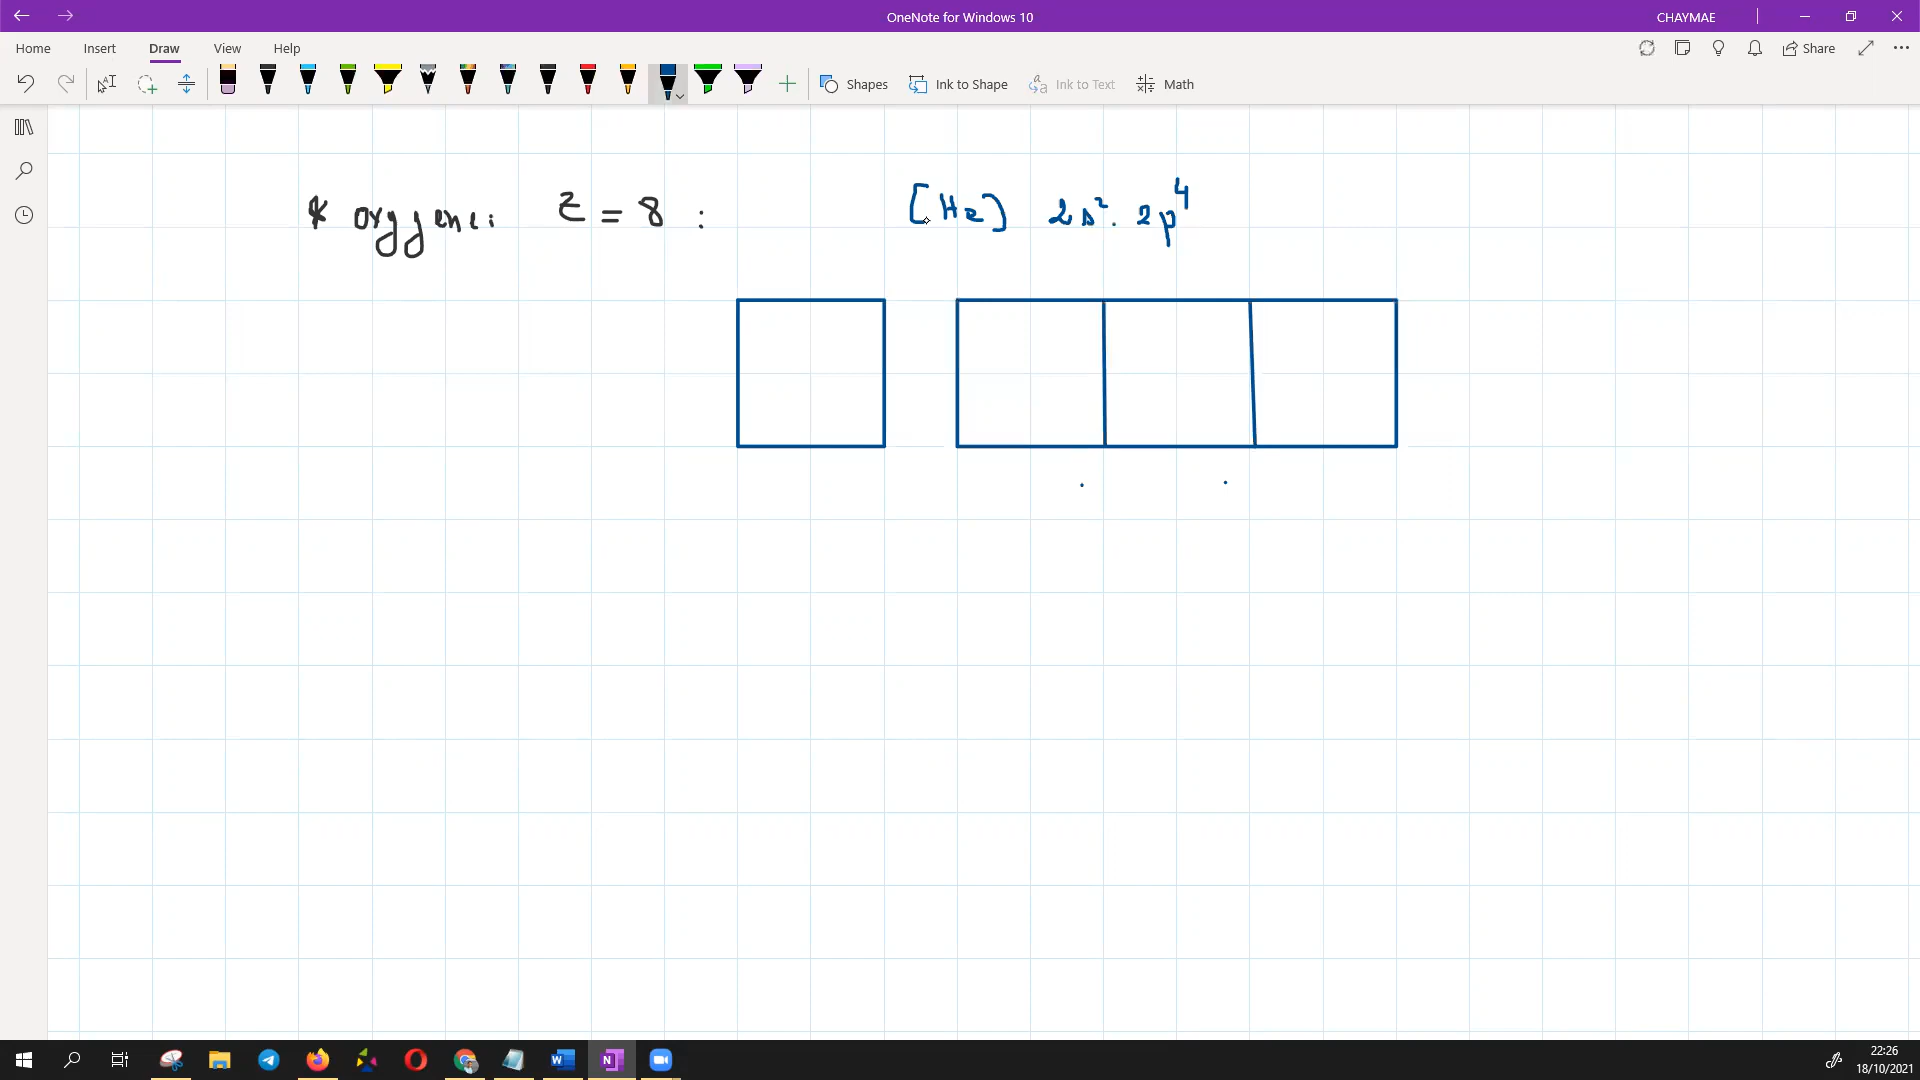 OneNote for Windows 10
CHAYMAE
Home Insert Draw View Help
Share
Shapes Ink to Shape Ink to Text Math
* oxygene: Z = 8 : [He] 2s². 2p⁴
22:26
18/10/2021